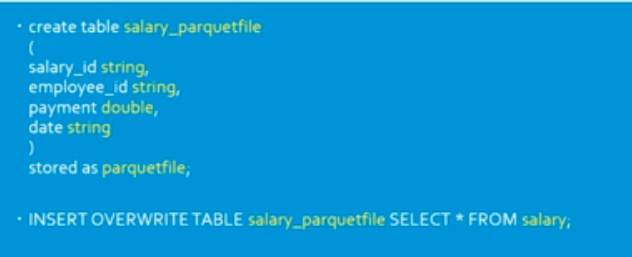 • create table salary_parquetfile
(
salary_id string,
employee_id string,
payment double,
date string
)
stored as parquetfile;
• INSERT OVERWRITE TABLE salary_parquetfile SELECT * FROM salary;